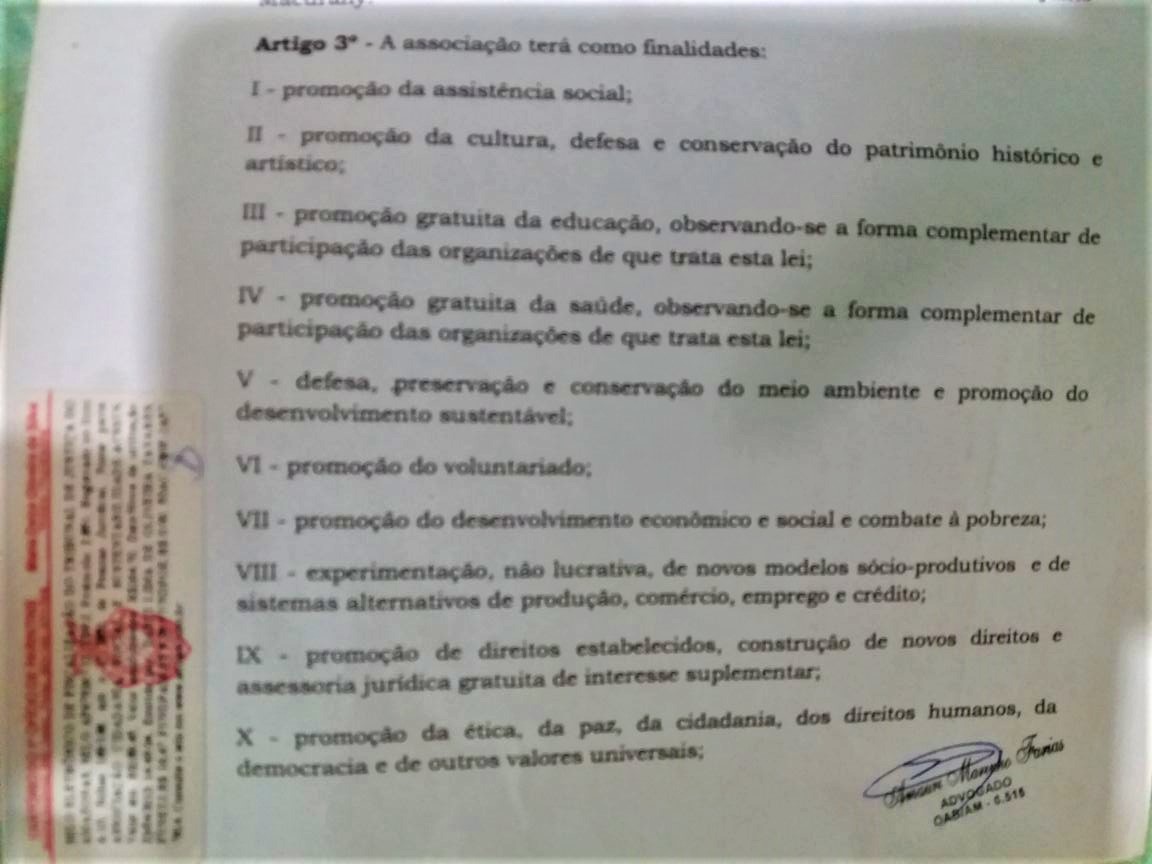 Artigo 3º - A associação terá como finalidades:
I - promoção da assistência social;
II - promoção da cultura, defesa e conservação do patrimônio histórico e
artístico;
III - promoção gratuita da educação, observando-se a forma complementar de
participação das organizações de que trata esta lei;
IV - promoção gratuita da saúde, observando-se a forma complementar de
participação das organizações de que trata esta lei;
V - defesa, preservação e conservação do meio ambiente e promoção do
desenvolvimento sustentável;
VI - promoção do voluntariado;
VII - promoção do desenvolvimento econômico e social e combate à pobreza;
VIII - experimentação, não lucrativa, de novos modelos sócio-produtivos e de
sistemas alternativos de produção, comércio, emprego e crédito;
IX - promoção de direitos estabelecidos, construção de novos direitos e
assessoria jurídica gratuita de interesse suplementar;
X - promoção da ética, da paz, da cidadania, dos direitos humanos, da
democracia e de outros valores universais;
Farias
ADVOGADO
OAB/AM - 6.516